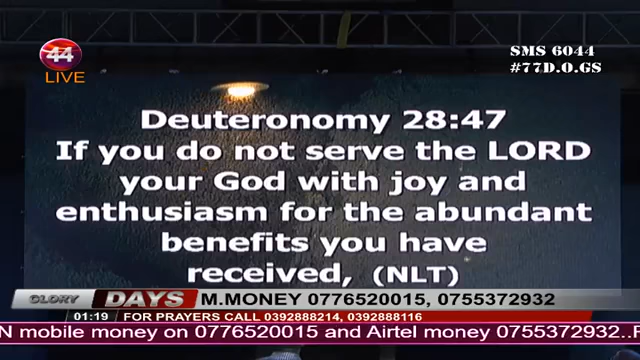 44
LIVE
SMS 6044
#77D.O.GS
Deuteronomy 28:47
If you do not serve the LORD
your God with joy and
enthusiasm for the abundant
benefits you have
received, (NLT)
GLORY DAYS M.MONEY 0776520015, 0755372932
01:19 FOR PRAYERS CALL 0392888214, 0392888116
N mobile money on 0776520015 and Airtel money 0755372932..F